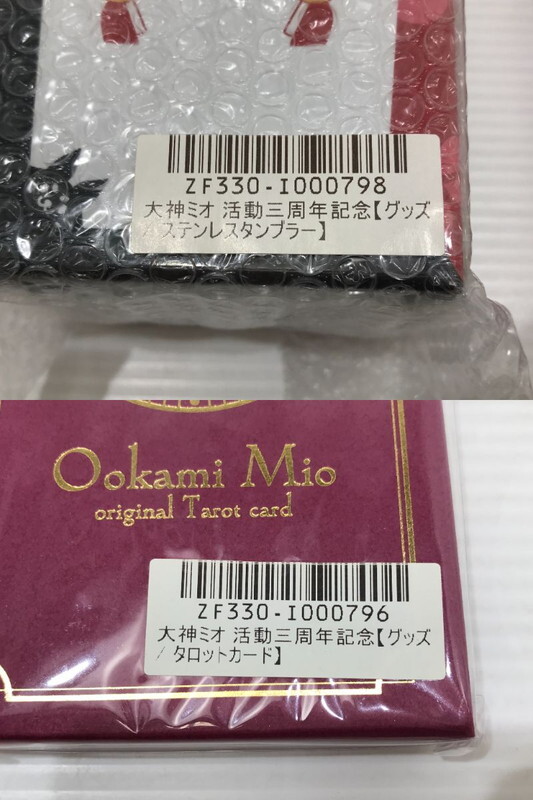 ZF330-I000798
大神ミオ 活動三周年記念【グッズ
/ ステンレスタンブラー】
Ookami Mio
original Tarot card
ZF330-I000796
大神ミオ 活動三周年記念【グッズ
/ タロットカード】